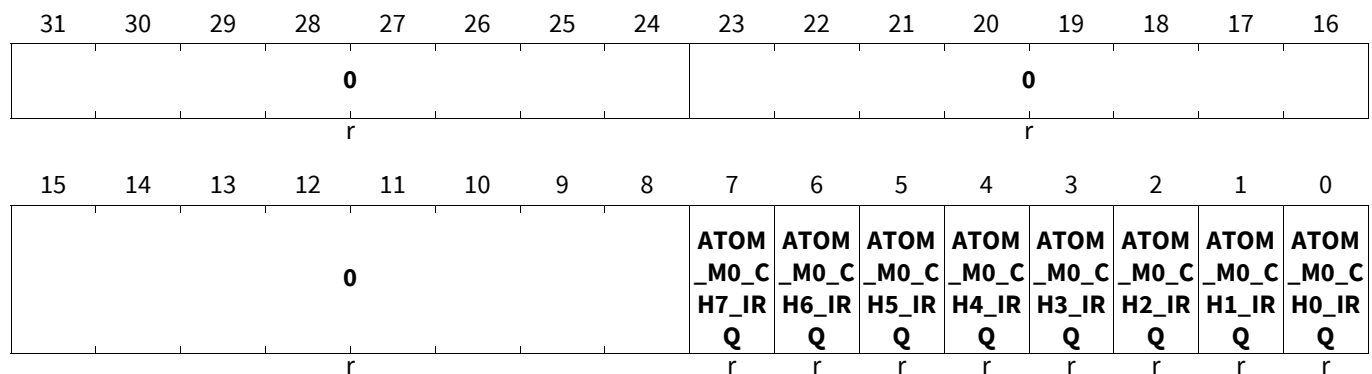 31 30 29 28 27 26 25 24 23 22 21 20 19 18 17 16
0 0
r r
15 14 13 12 11 10 9 8 7 6 5 4 3 2 1 0
ATOM ATOM ATOM ATOM ATOM ATOM ATOM ATOM
_M0_C _M0_C _M0_C _M0_C _M0_C _M0_C _M0_C _M0_C
0
H7_IR H6_IR H5_IR H4_IR H3_IR H2_IR H1_IR H0_IR
Q Q Q Q Q Q Q Q
r r r r r r r r r